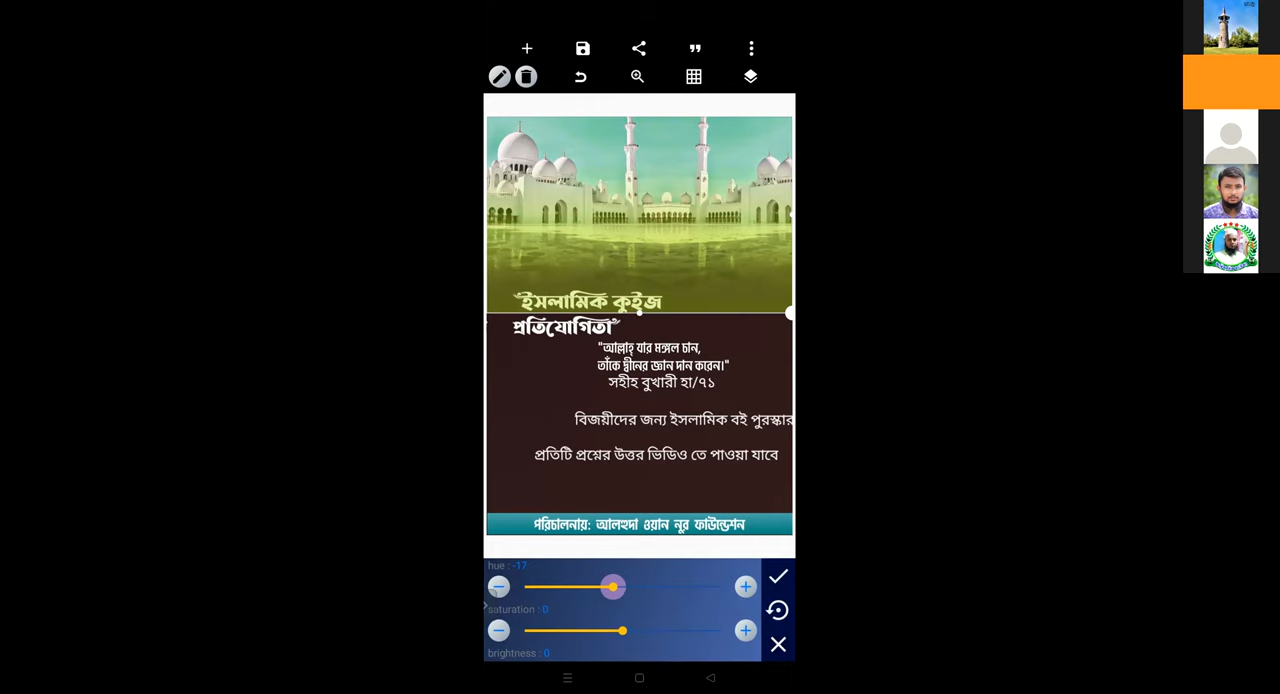 "ইসলামিক কুইজ
প্রতিযোগিতা"
"আল্লাহ্ যার মঙ্গল চান,
তাঁকে দ্বীনের জ্ঞান দান করেন।"
সহীহ বুখারী হা/৭১
বিজয়ীদের জন্য ইসলামিক বই পুরস্কার
প্রতিটি প্রশ্নের উত্তর ভিডিও তে পাওয়া যাবে
পরিচালনায়: আলহুদা ওয়ান নূর ফাউন্ডেশন
hue : -17
saturation : 0
brightness : 0